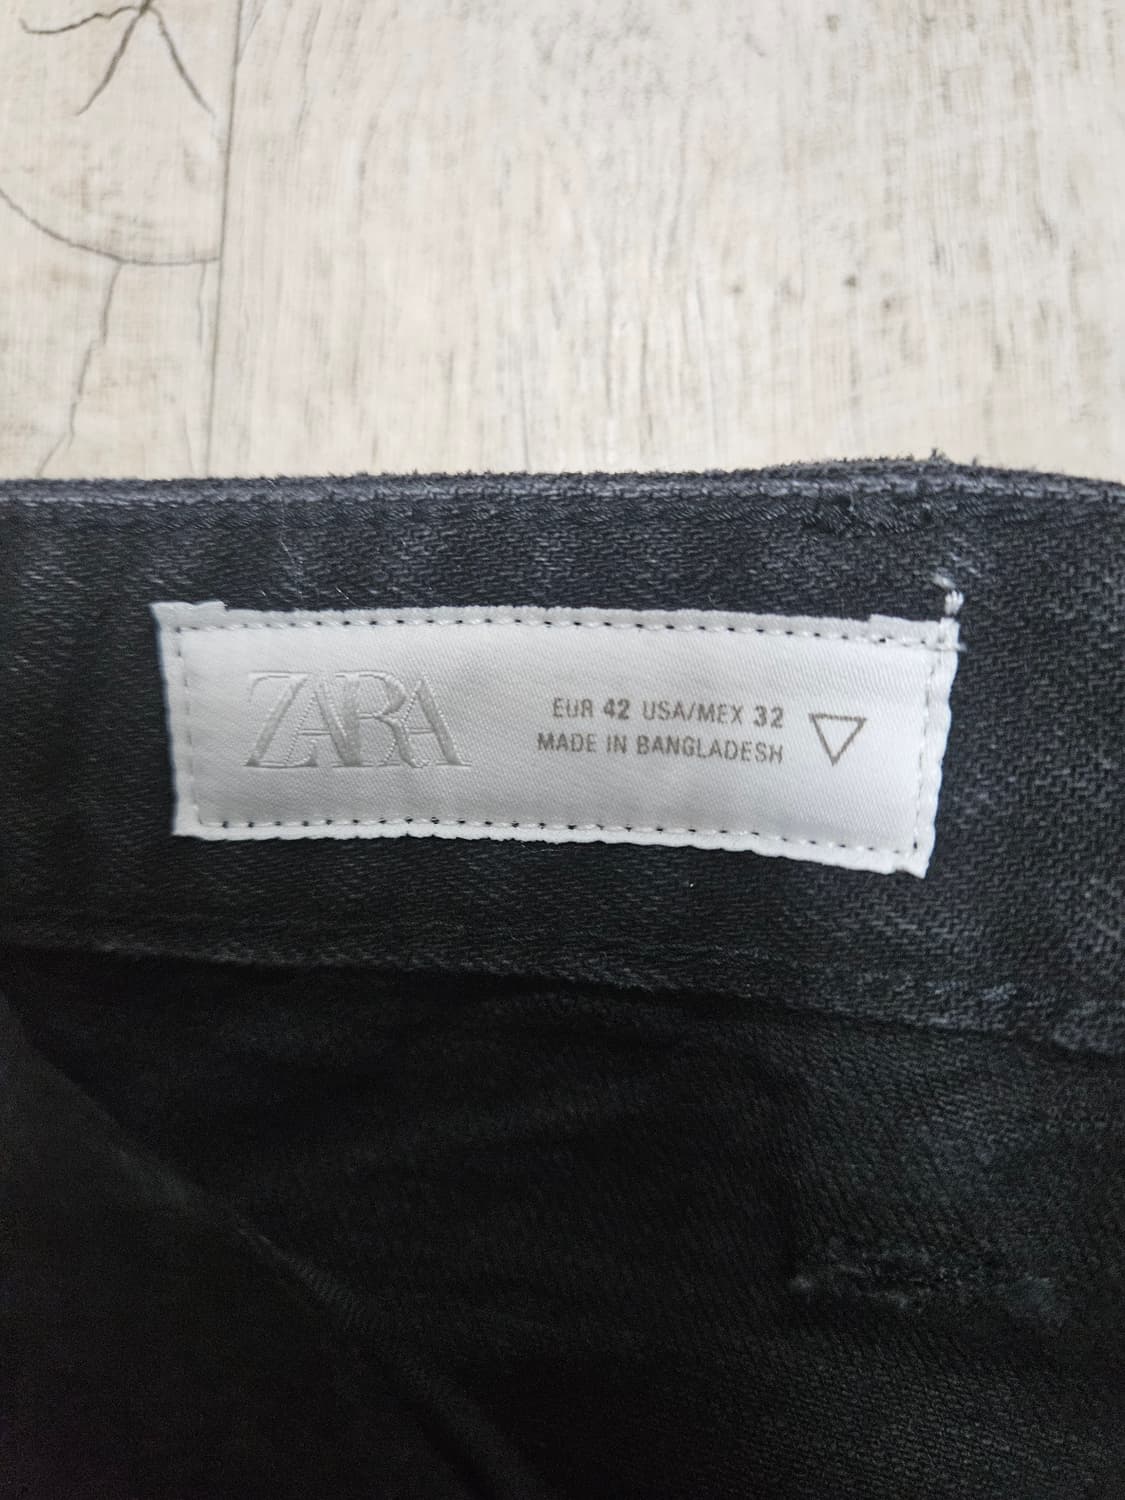 ZARA
EUR 42 USA/MEX 32
MADE IN BANGLADESH